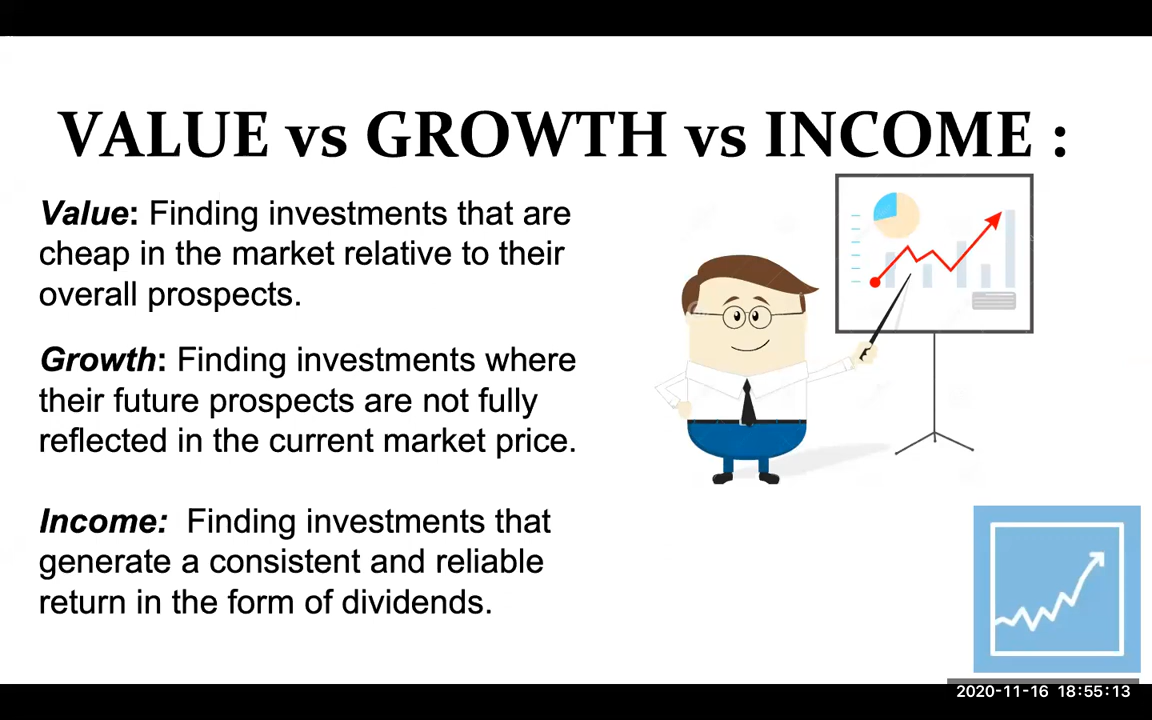 VALUE vs GROWTH vs INCOME :
Value: Finding investments that are
cheap in the market relative to their
overall prospects.
Growth: Finding investments where
their future prospects are not fully
reflected in the current market price.
Income: Finding investments that
generate a consistent and reliable
return in the form of dividends.
2020-11-16 18:55:13